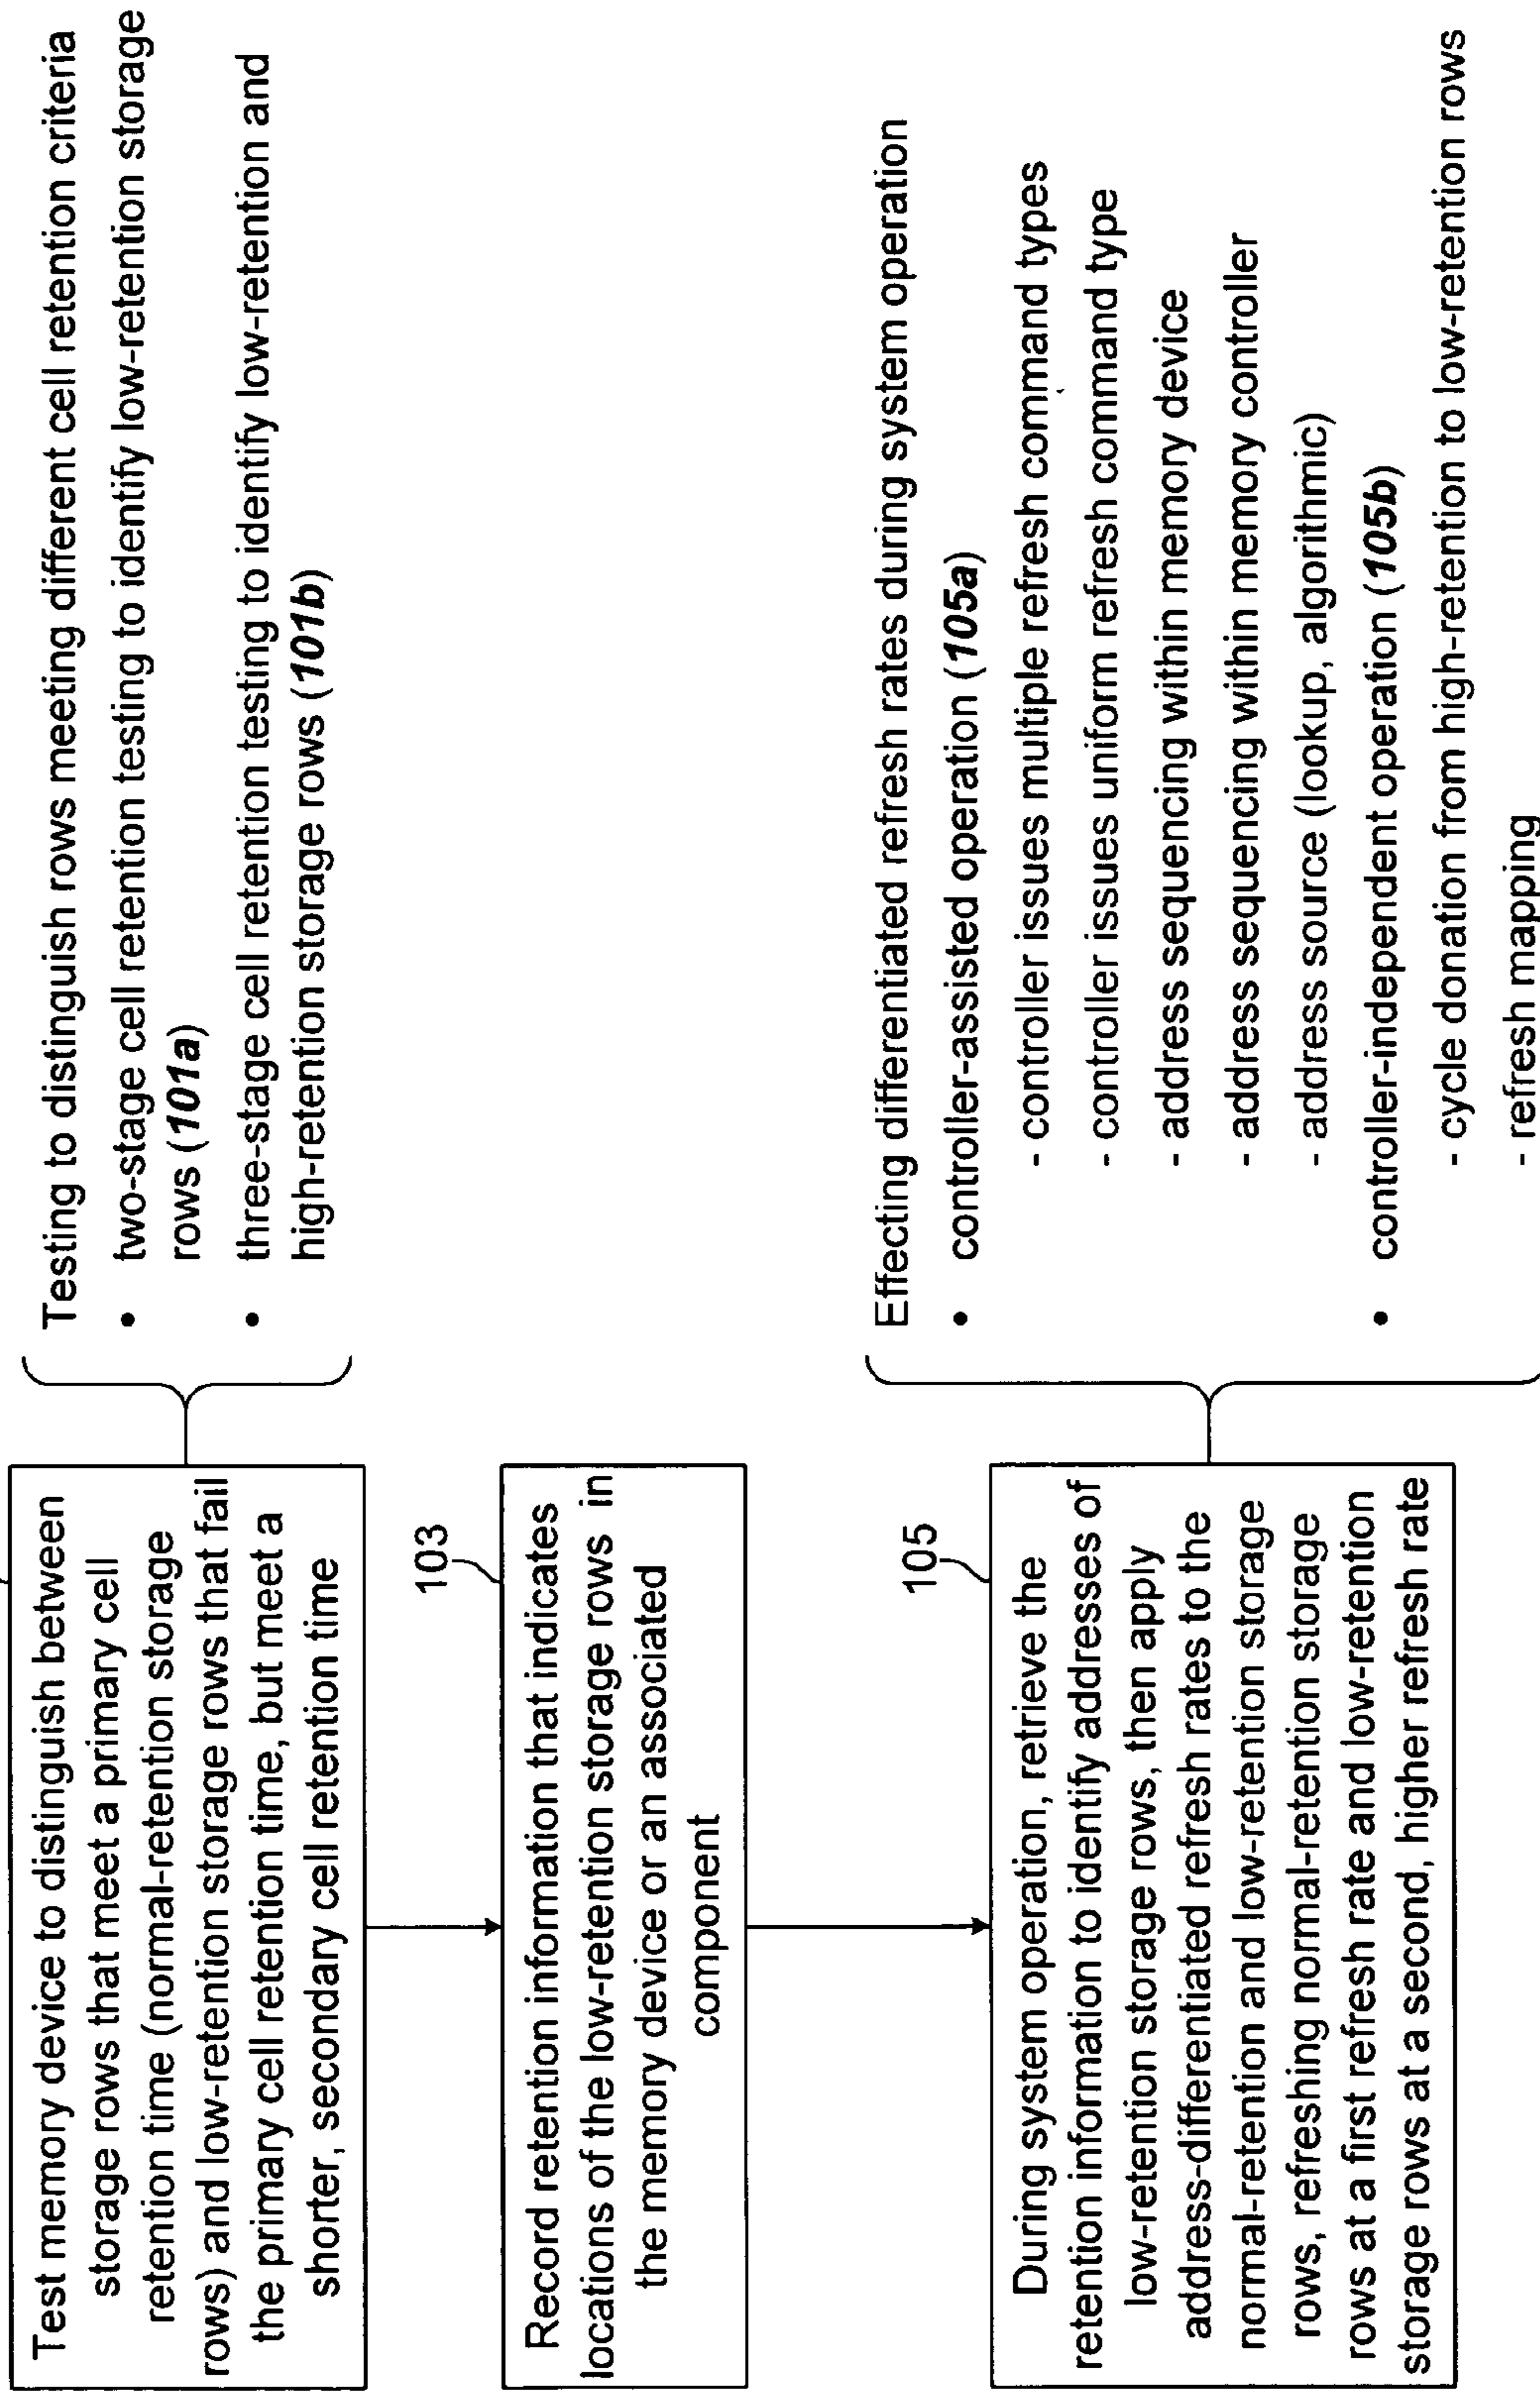 Test memory device to distinguish between
storage rows that meet a primary cell
retention time (normal-retention storage
rows) and low-retention storage rows that fail
the primary cell retention time, but meet a
shorter, secondary cell retention time
Testing to distinguish rows meeting different cell retention criteria
• two-stage cell retention testing to identify low-retention storage
rows (101a)
• three-stage cell retention testing to identify low-retention and
high-retention storage rows (101b)
103
Record retention information that indicates
locations of the low-retention storage rows in
the memory device or an associated
component
105
During system operation, retrieve the
retention information to identify addresses of
low-retention storage rows, then apply
address-differentiated refresh rates to the
normal-retention and low-retention storage
rows, refreshing normal-retention storage
rows at a first refresh rate and low-retention
storage rows at a second, higher refresh rate
Effecting differentiated refresh rates during system operation
• controller-assisted operation (105a)
- controller issues multiple refresh command types
- controller issues uniform refresh command type
- address sequencing within memory device
- address sequencing within memory controller
- address source (lookup, algorithmic)
• controller-independent operation (105b)
- cycle donation from high-retention to low-retention rows
- refresh mapping